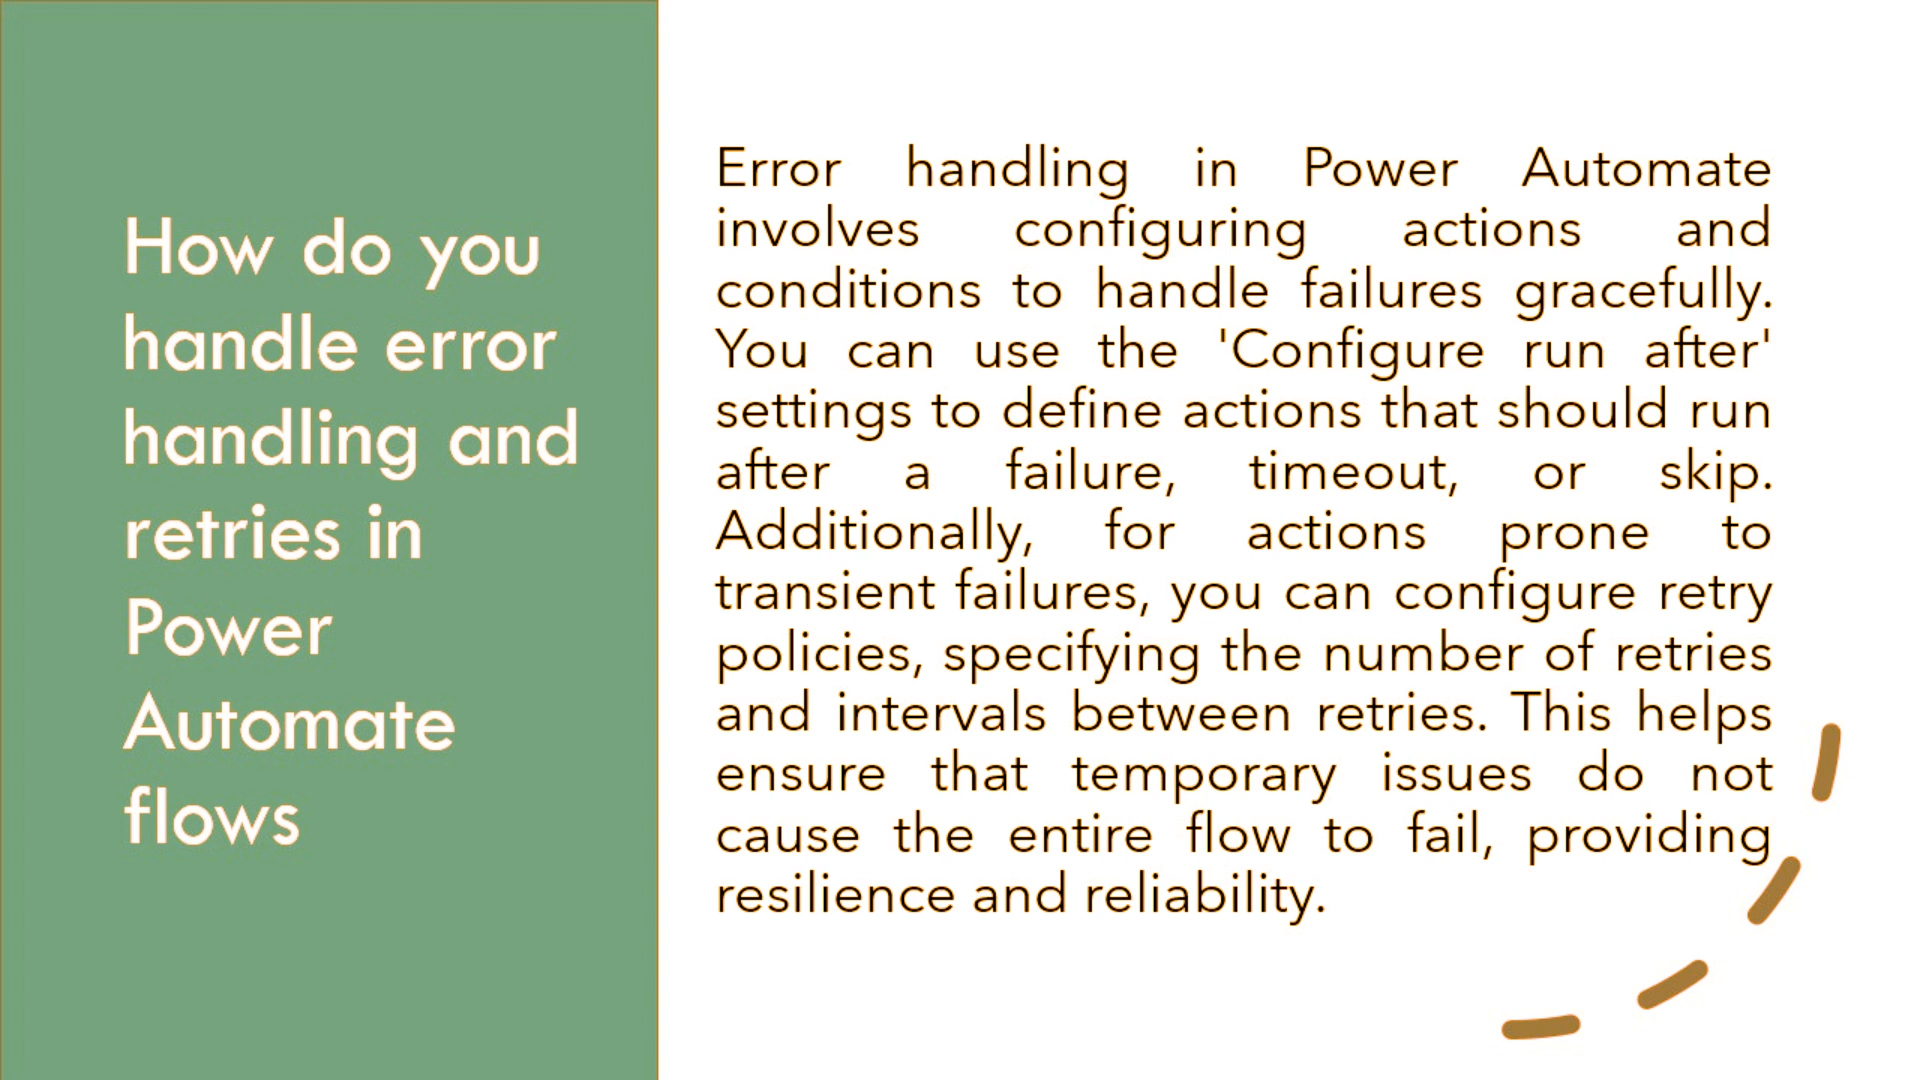 How do you
handle error
handling and
retries in
Power
Automate
flows
Error handling in Power Automate
involves configuring actions and
conditions to handle failures gracefully.
You can use the 'Configure run after'
settings to define actions that should run
after a failure, timeout, or skip.
Additionally, for actions prone to
transient failures, you can configure retry
policies, specifying the number of retries
and intervals between retries. This helps
ensure that temporary issues do not
cause the entire flow to fail, providing
resilience and reliability.